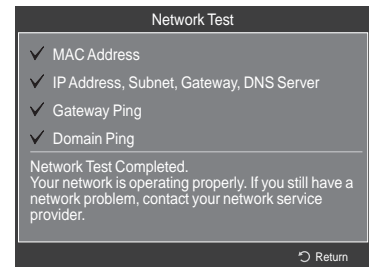 Network Test
MAC Address
IP Address, Subnet, Gateway, DNS Server
Gateway Ping
Domain Ping
Network Test Completed.
Your network is operating properly. If you still have a
network problem, contact your network service
provider.
Return